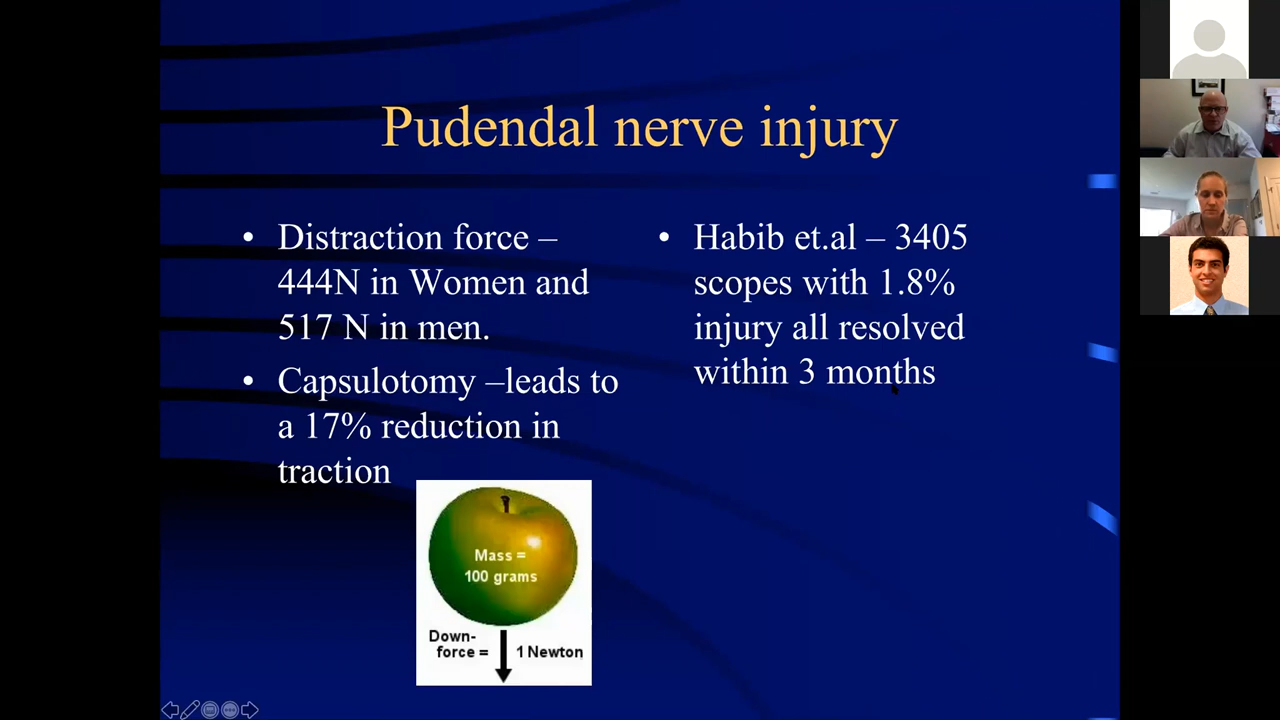 Pudendal nerve injury
• Distraction force –
444N in Women and
517 N in men.
• Capsulotomy –leads to
a 17% reduction in
traction
• Habib et.al – 3405
scopes with 1.8%
injury all resolved
within 3 months
Mass =
100 grams
Down-
force =
1 Newton